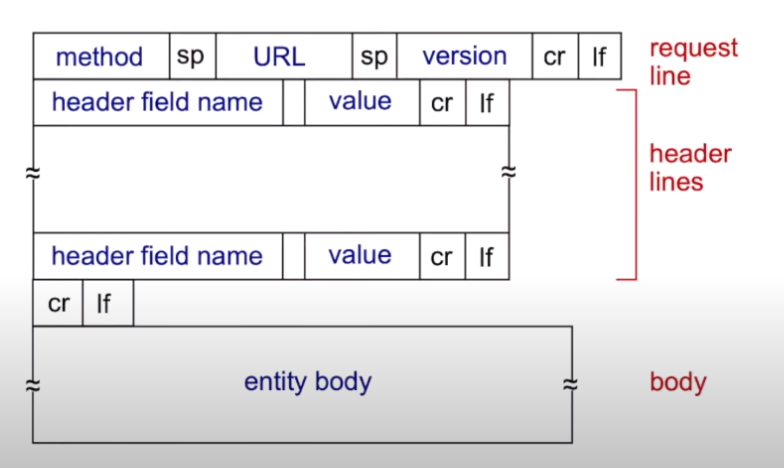 method sp URL sp version cr lf
request
line
header field name value cr lf
header
lines
header field name value cr lf
cr lf
entity body
body